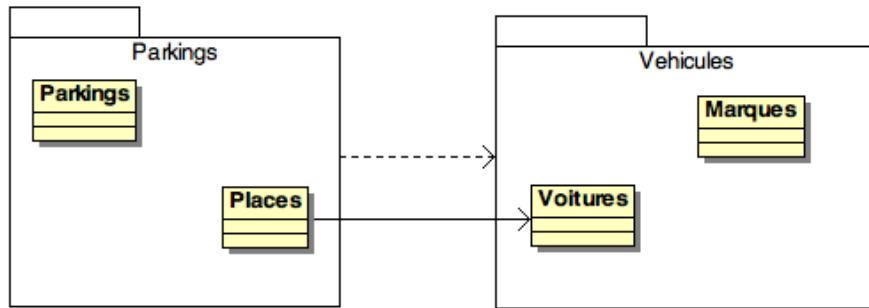 Parkings
Vehicules
Parkings
Marques
Places
Voitures